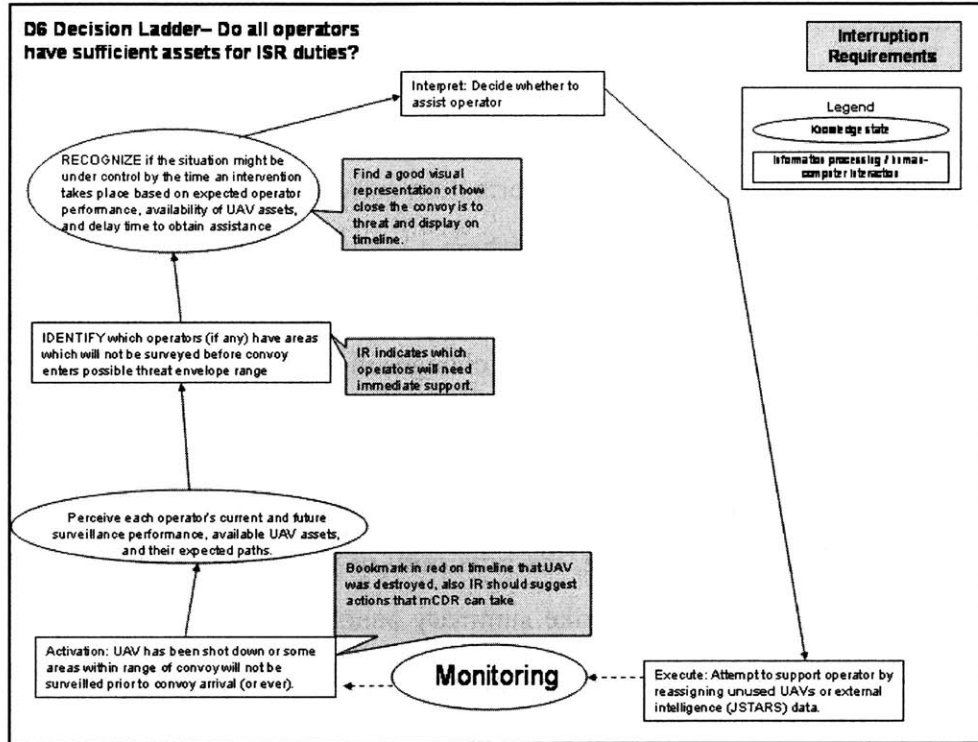 D6 Decision Ladder– Do all operators
have sufficient assets for ISR duties?
Interruption
Requirements
Interpret: Decide whether to
assist operator
Legend
Knowledge state
Information processing / human-
computer interaction
RECOGNIZE if the situation might be
under control by the time an intervention
takes place based on expected operator
performance, availability of UAV assets,
and delay time to obtain assistance
Find a good visual
representation of how
close the convoy is to
threat and display on
timeline.
IDENTIFY which operators (if any) have areas
which will not be surveyed before convoy
enters possible threat envelope range
IR indicates which
operators will need
immediate support.
Perceive each operator's current and future
surveillance performance, available UAV assets,
and their expected paths.
Bookmark in red on timeline that UAV
was destroyed, also IR should suggest
actions that mCDR can take
Activation: UAV has been shot down or some
areas within range of convoy will not be
surveilled prior to convoy arrival (or ever).
Monitoring
Execute: Attempt to support operator by
reassigning unused UAVs or external
intelligence (JSTARS) data.